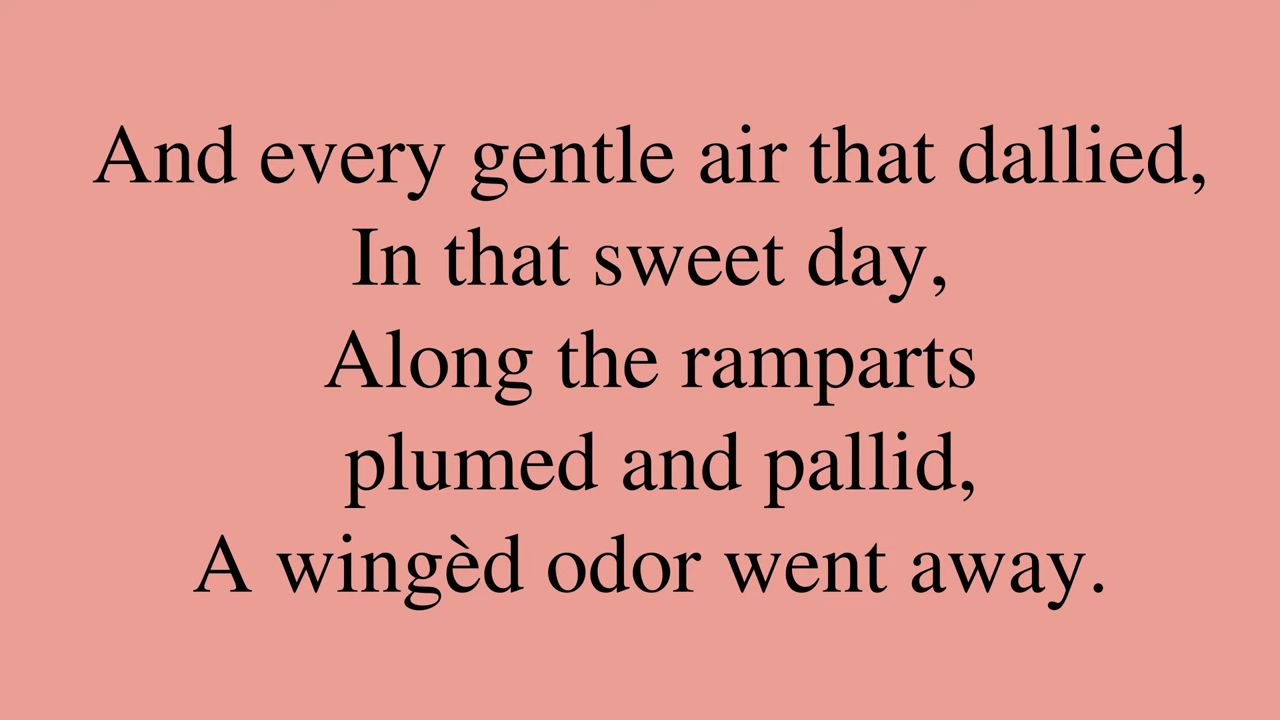 And every gentle air that dallied,
In that sweet day,
Along the ramparts
plumed and pallid,
A wingèd odor went away.